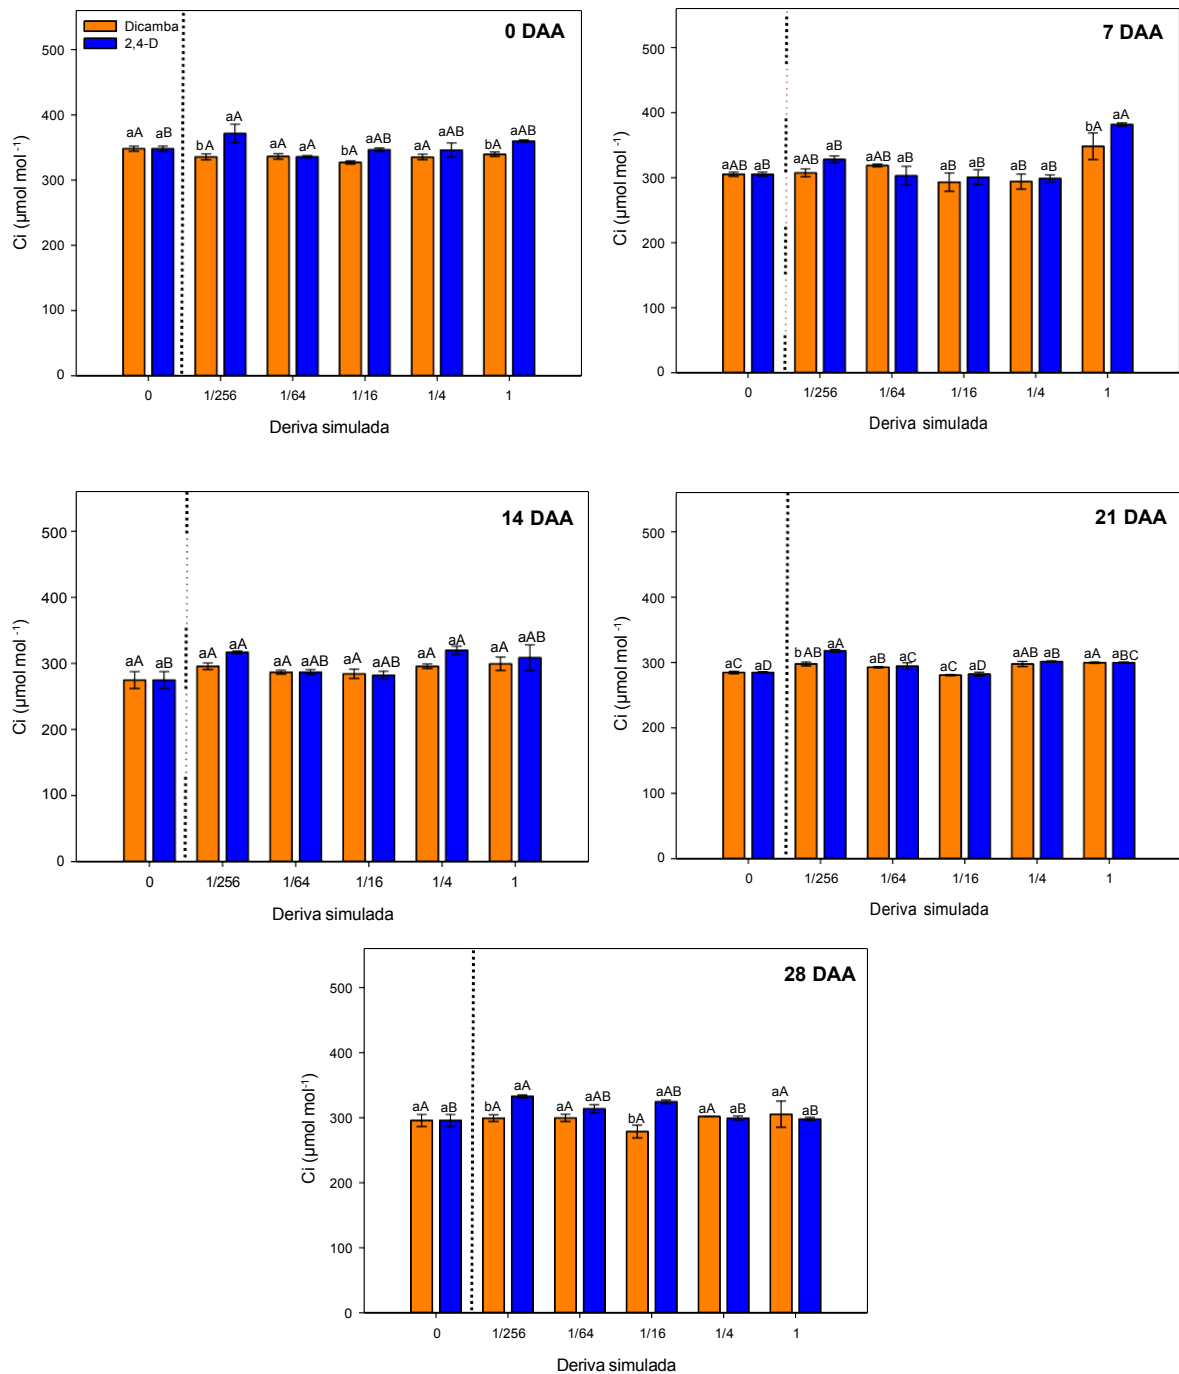 Dicamba
2,4-D
0 DAA
500
400
300
200
100
0
Ci (µmol mol⁻¹)
aA aB bA aA aA aA bA aAB aA aAB bA aAB
0 1/256 1/64 1/16 1/4 1
Deriva simulada
7 DAA
500
400
300
200
100
0
Ci (µmol mol⁻¹)
aAB aB aAB aB aAB aB aB aB aB aB bA aA
0 1/256 1/64 1/16 1/4 1
Deriva simulada
14 DAA
500
400
300
200
100
0
Ci (µmol mol⁻¹)
aA aB aA aA aA aAB aA aAB aA aA aA aAB
0 1/256 1/64 1/16 1/4 1
Deriva simulada
21 DAA
500
400
300
200
100
0
Ci (µmol mol⁻¹)
aC aD b AB aA aB aC aC aD aAB aB aA aBC
0 1/256 1/64 1/16 1/4 1
Deriva simulada
28 DAA
500
400
300
200
100
0
Ci (µmol mol⁻¹)
aA aB bA aA aA aAB bA aAB aA aB aA aB
0 1/256 1/64 1/16 1/4 1
Deriva simulada